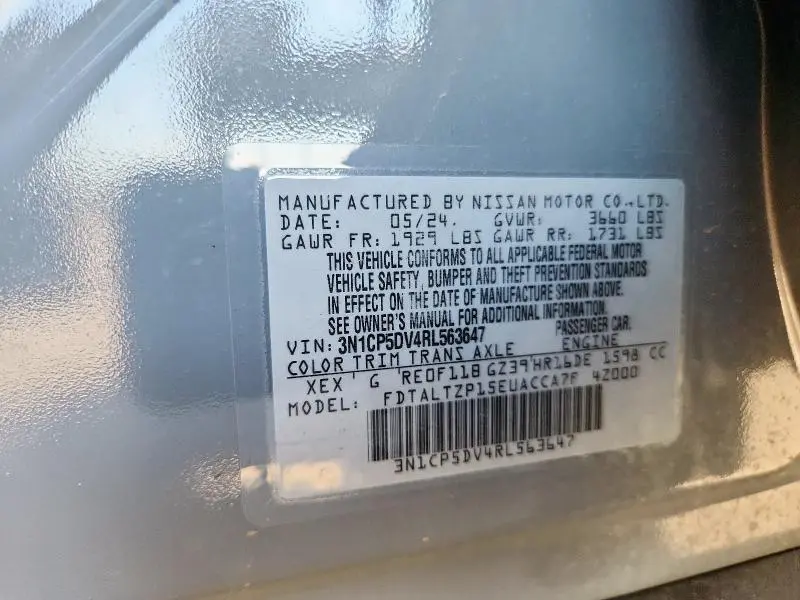 MANUFACTURED BY NISSAN MOTOR CO.,LTD.
DATE: 05/24. GVWR: 3660 LBS
GAWR FR: 1929 LBS GAWR RR: 1731 LBS
THIS VEHICLE CONFORMS TO ALL APPLICABLE FEDERAL MOTOR
VEHICLE SAFETY, BUMPER AND THEFT PREVENTION STANDARDS
IN EFFECT ON THE DATE OF MANUFACTURE SHOWN ABOVE.
SEE OWNER'S MANUAL FOR ADDITIONAL INFORMATION.
VIN: 3N1CP5DV4RL563647 PASSENGER CAR.
COLOR TRIM TRANS AXLE ENGINE
XEX G RE0F11B GZ39 HR16DE 1598 CC
MODEL: FDTALTZP15EUACCA7F 42000
3N1CP5DV4RL563647